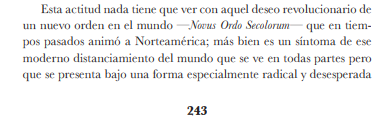 Esta actitud nada tiene que ver con aquel deseo revolucionario de
un nuevo orden en el mundo —Novus Ordo Secolorum— que en tiem-
pos pasados animó a Norteamérica; más bien es un síntoma de ese
moderno distanciamiento del mundo que se ve en todas partes pero
que se presenta bajo una forma especialmente radical y desesperada
243